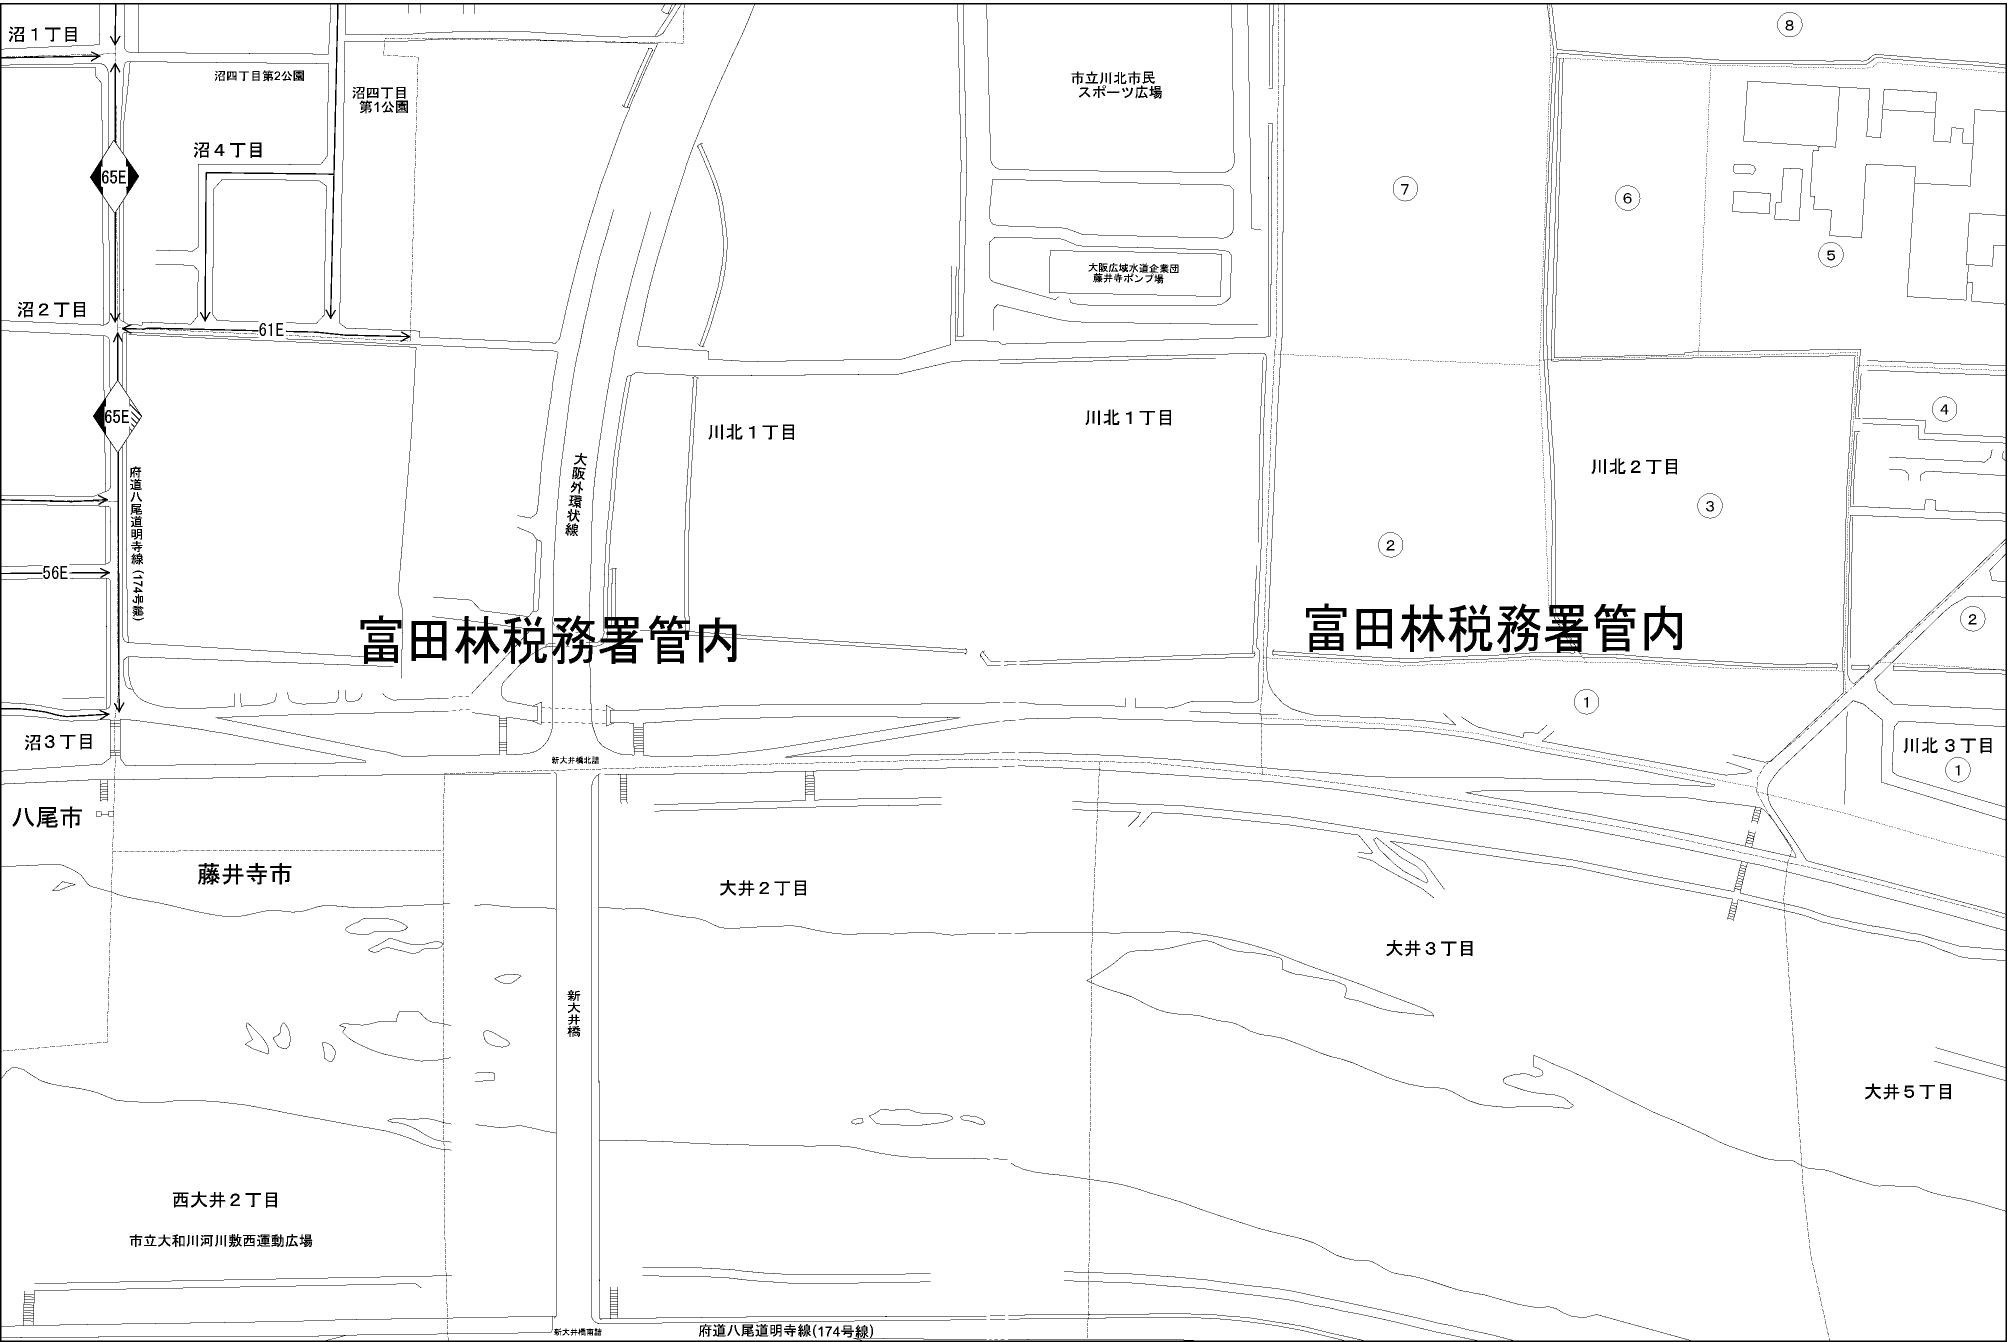 沼１丁目
⑧
沼四丁目第2公園
沼四丁目
第1公園
市立川北市民
スポーツ広場
沼４丁目
65E
⑦
⑥
⑤
大阪広域水道企業団
藤井寺ポンプ場
沼２丁目
61E
65E
川北１丁目
川北１丁目
④
大阪外環状線
府道八尾道明寺線(174号線)
川北２丁目
③
②
56E
富田林税務署管内
富田林税務署管内
②
①
沼３丁目
川北３丁目
①
新大井橋北詰
八尾市
藤井寺市
大井２丁目
大井３丁目
新大井橋
大井５丁目
西大井２丁目
市立大和川河川敷西運動広場
新大井橋南詰
府道八尾道明寺線(174号線)